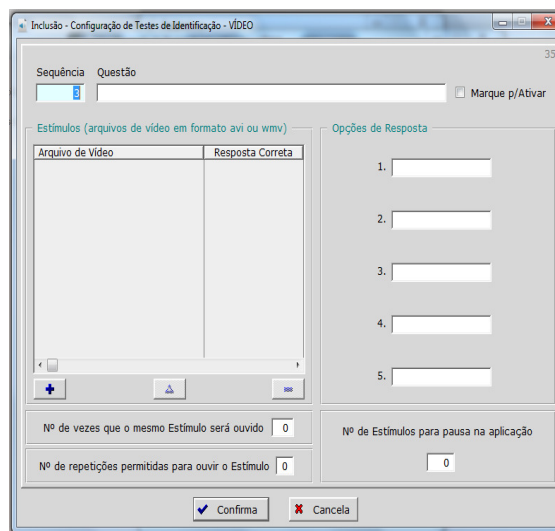 Inclusão - Configuração de Testes de Identificação - VÍDEO
35
Sequência Questão
3
Marque p/Ativar
Estímulos (arquivos de vídeo em formato avi ou wmv)
Opções de Resposta
Arquivo de Vídeo Resposta Correta
1.
2.
3.
4.
5.
Nº de vezes que o mesmo Estímulo será ouvido 0
Nº de Estímulos para pausa na aplicação
0
Nº de repetições permitidas para ouvir o Estímulo 0
Confirma Cancela